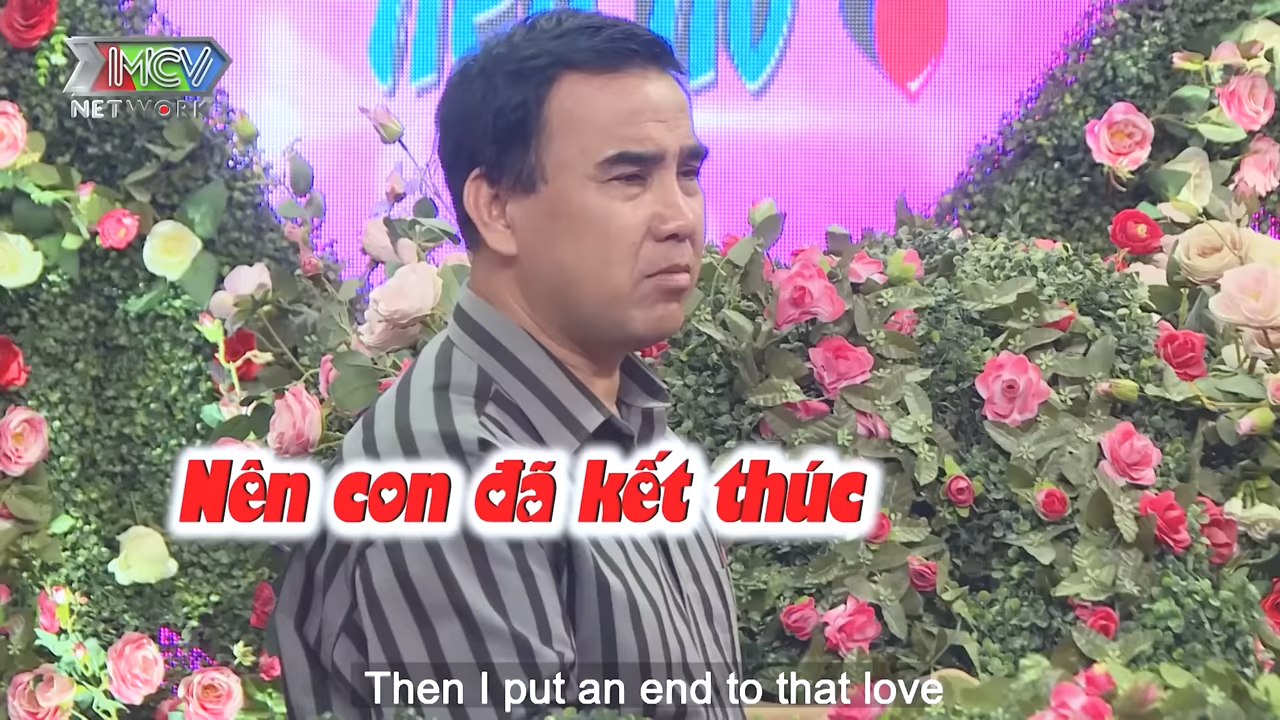 MCV
NETWORK
Nên con đã kết thúc
Then I put an end to that love